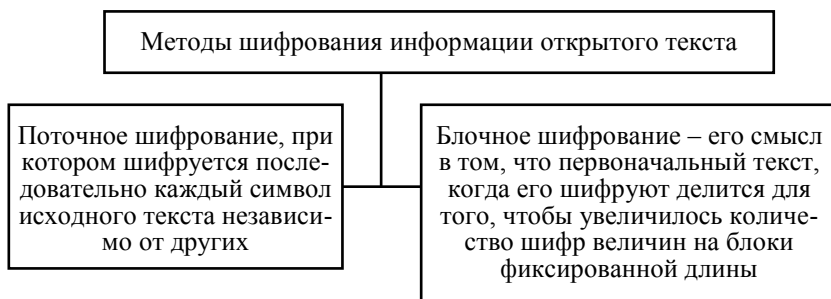 Методы шифрования информации открытого текста
Поточное шифрование, при
котором шифруется после-
довательно каждый символ
исходного текста независи-
мо от других
Блочное шифрование – его смысл
в том, что первоначальный текст,
когда его шифруют делится для
того, чтобы увеличилось количе-
ство шифр величин на блоки
фиксированной длины